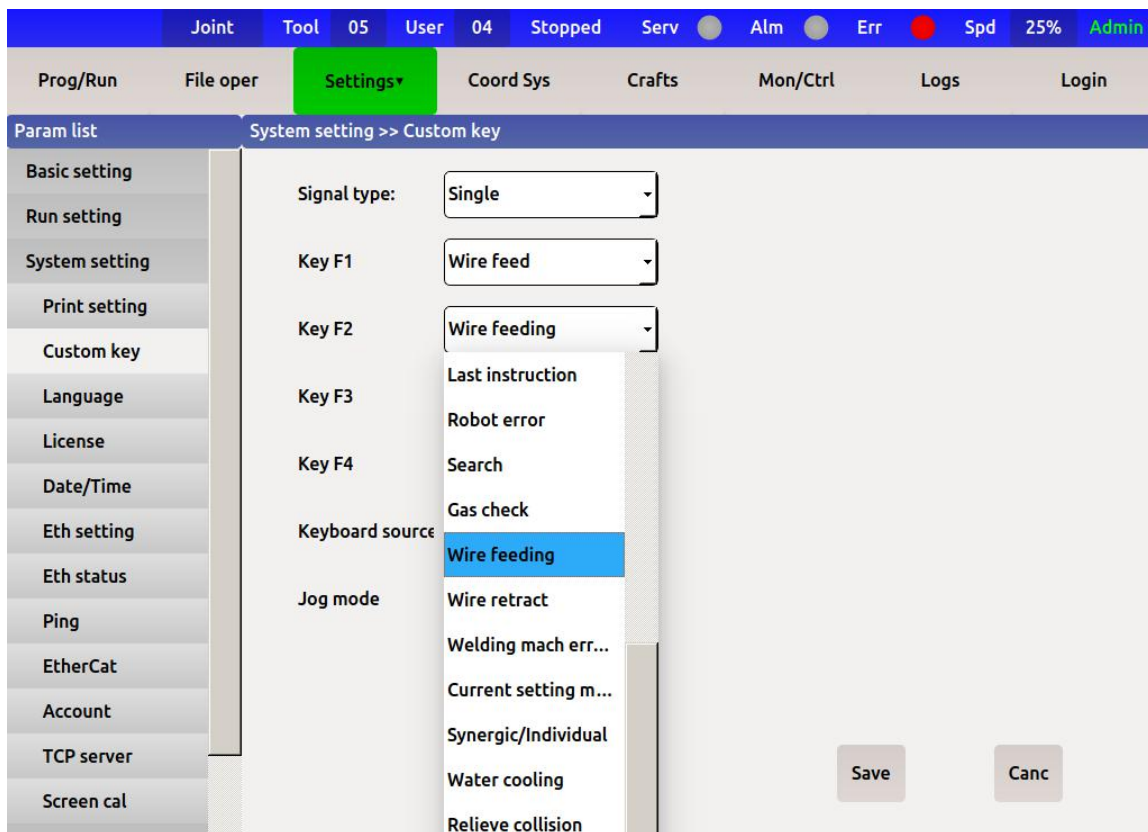 Joint Tool 05 User 04 Stopped Serv Alm Err Spd 25% Admin
Prog/Run File oper Settings▾ Coord Sys Crafts Mon/Ctrl Logs Login
Param list
System setting >> Custom key
Basic setting
Run setting
System setting
Print setting
Custom key
Language
License
Date/Time
Eth setting
Eth status
Ping
EtherCat
Account
TCP server
Screen cal
Signal type: Single
Key F1 Wire feed
Key F2 Wire feeding
Key F3
Key F4
Keyboard source
Jog mode
Last instruction
Robot error
Search
Gas check
Wire feeding
Wire retract
Welding mach err...
Current setting m...
Synergic/Individual
Water cooling
Relieve collision
Save Canc